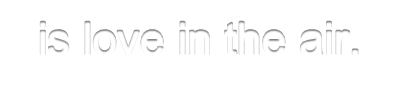 is love in the air.